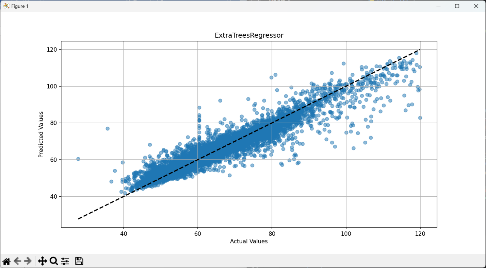 Figure 1
ExtraTreesRegressor
120
100
80
60
40
Predicted Values
40
60
80
100
120
Actual Values